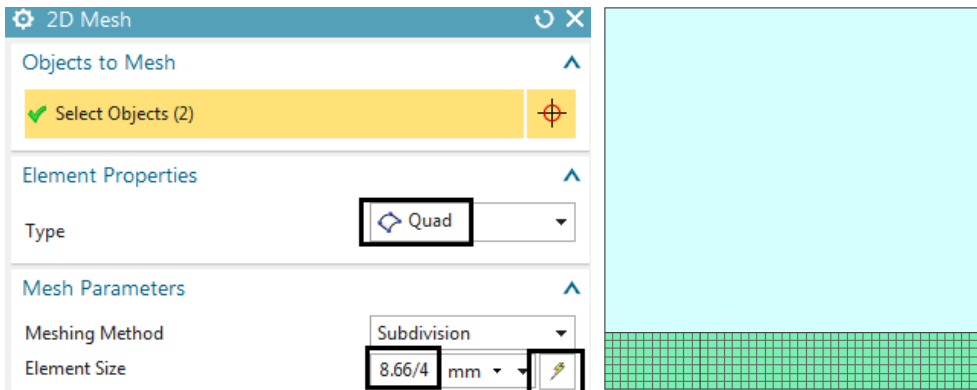 2D Mesh
Objects to Mesh
Select Objects (2)
Element Properties
Type Quad
Mesh Parameters
Meshing Method Subdivision
Element Size 8.66/4 mm